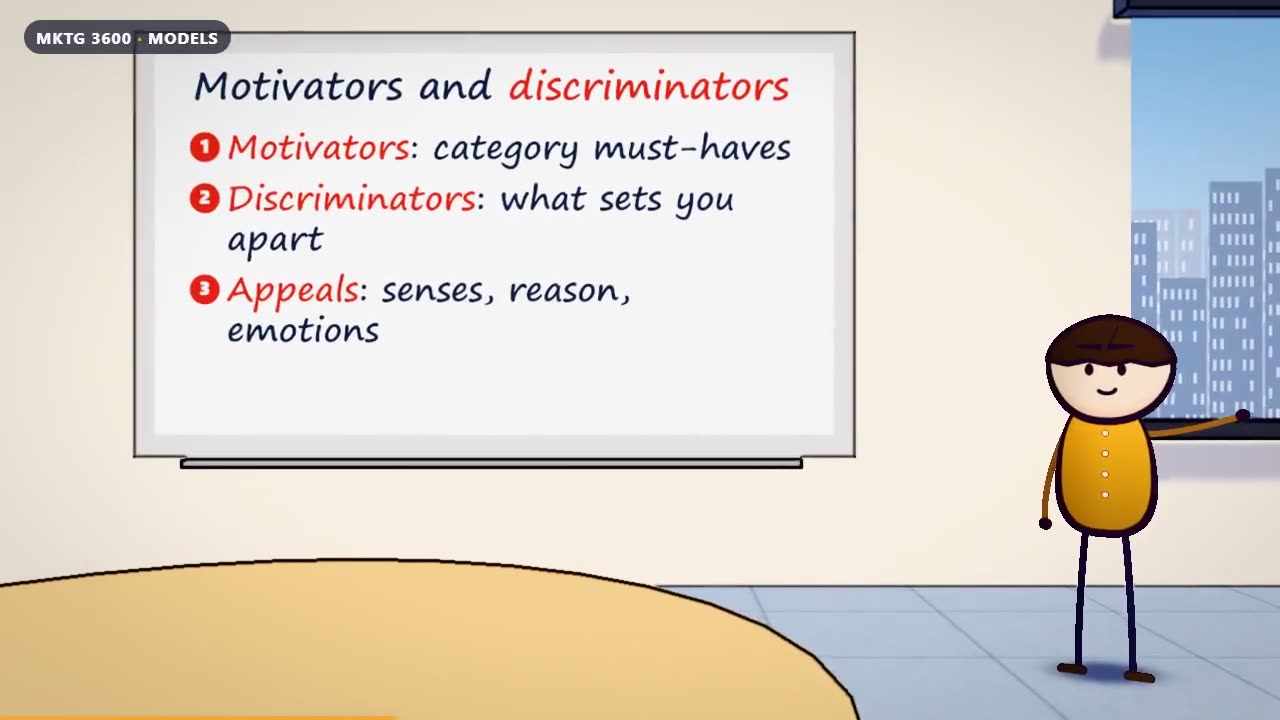 MKTG 3600 · MODELS
Motivators and discriminators
1 Motivators: category must-haves
2 Discriminators: what sets you
apart
3 Appeals: senses, reason,
emotions